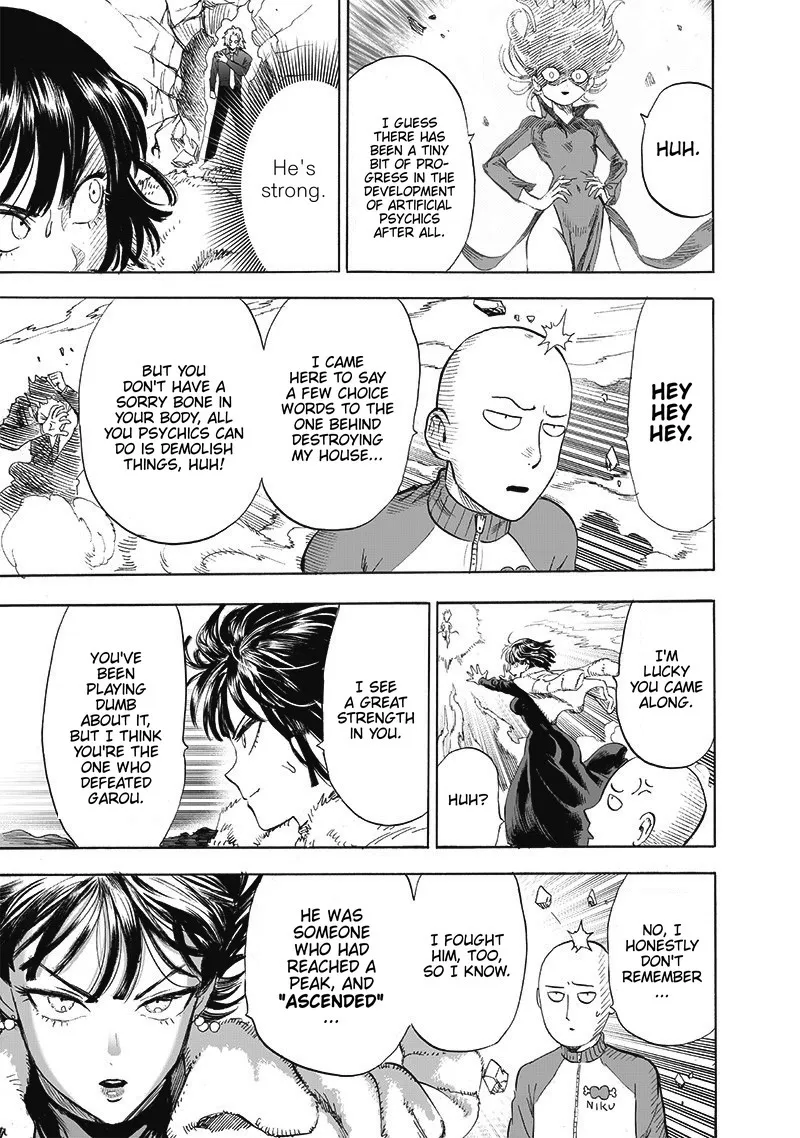 HUH.
I GUESS
THERE HAS
BEEN A TINY
BIT OF PRO-
GRESS IN THE
DEVELOPMENT
OF ARTIFICIAL
PSYCHICS
AFTER ALL.
He's
strong.
HEY
HEY
HEY.
I CAME
HERE TO SAY
A FEW CHOICE
WORDS TO THE
ONE BEHIND
DESTROYING
MY HOUSE...
BUT YOU
DON'T HAVE A
SORRY BONE IN
YOUR BODY, ALL
YOU PSYCHICS CAN
DO IS DEMOLISH
THINGS, HUH!
I'M
LUCKY
YOU CAME
ALONG.
HUH?
I SEE
A GREAT
STRENGTH
IN YOU.
YOU'VE
BEEN
PLAYING
DUMB
ABOUT IT,
BUT I THINK
YOU'RE THE
ONE WHO
DEFEATED
GAROU.
NO, I
HONESTLY
DON'T
REMEMBER
...
NIKU
I FOUGHT
HIM, TOO,
SO I KNOW.
HE WAS
SOMEONE
WHO HAD
REACHED A
PEAK, AND
"ASCENDED"
...